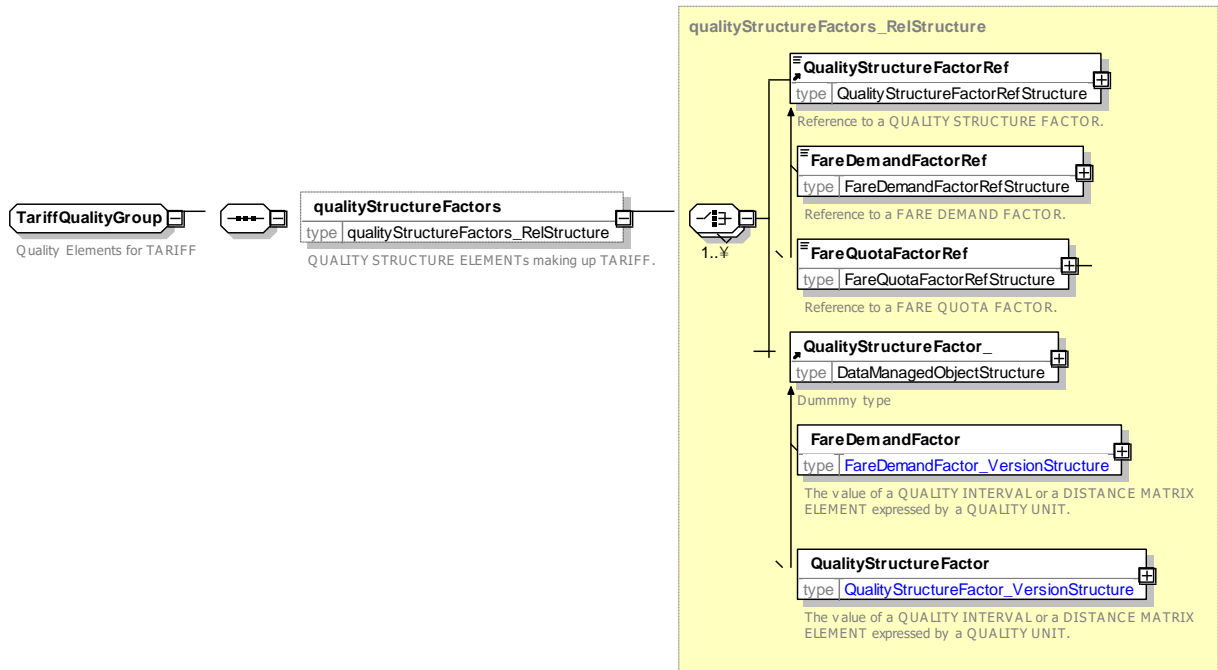 qualityStructureFactors_RelStructure
QualityStructureFactorRef
type QualityStructureFactorRefStructure
Reference to a QUALITY STRUCTURE FACTOR.
FareDemandFactorRef
type FareDemandFactorRefStructure
Reference to a FARE DEMAND FACTOR.
TariffQualityGroup
Quality Elements for TARIFF
qualityStructureFactors
type qualityStructureFactors_RelStructure
QUALITY STRUCTURE ELEMENTs making up TARIFF.
1..¥
FareQuotaFactorRef
type FareQuotaFactorRefStructure
Reference to a FARE QUOTA FACTOR.
QualityStructureFactor_
type DataManagedObjectStructure
Dummmy type
FareDemandFactor
type FareDemandFactor_VersionStructure
The value of a QUALITY INTERVAL or a DISTANCE MATRIX
ELEMENT expressed by a QUALITY UNIT.
QualityStructureFactor
type QualityStructureFactor_VersionStructure
The value of a QUALITY INTERVAL or a DISTANCE MATRIX
ELEMENT expressed by a QUALITY UNIT.